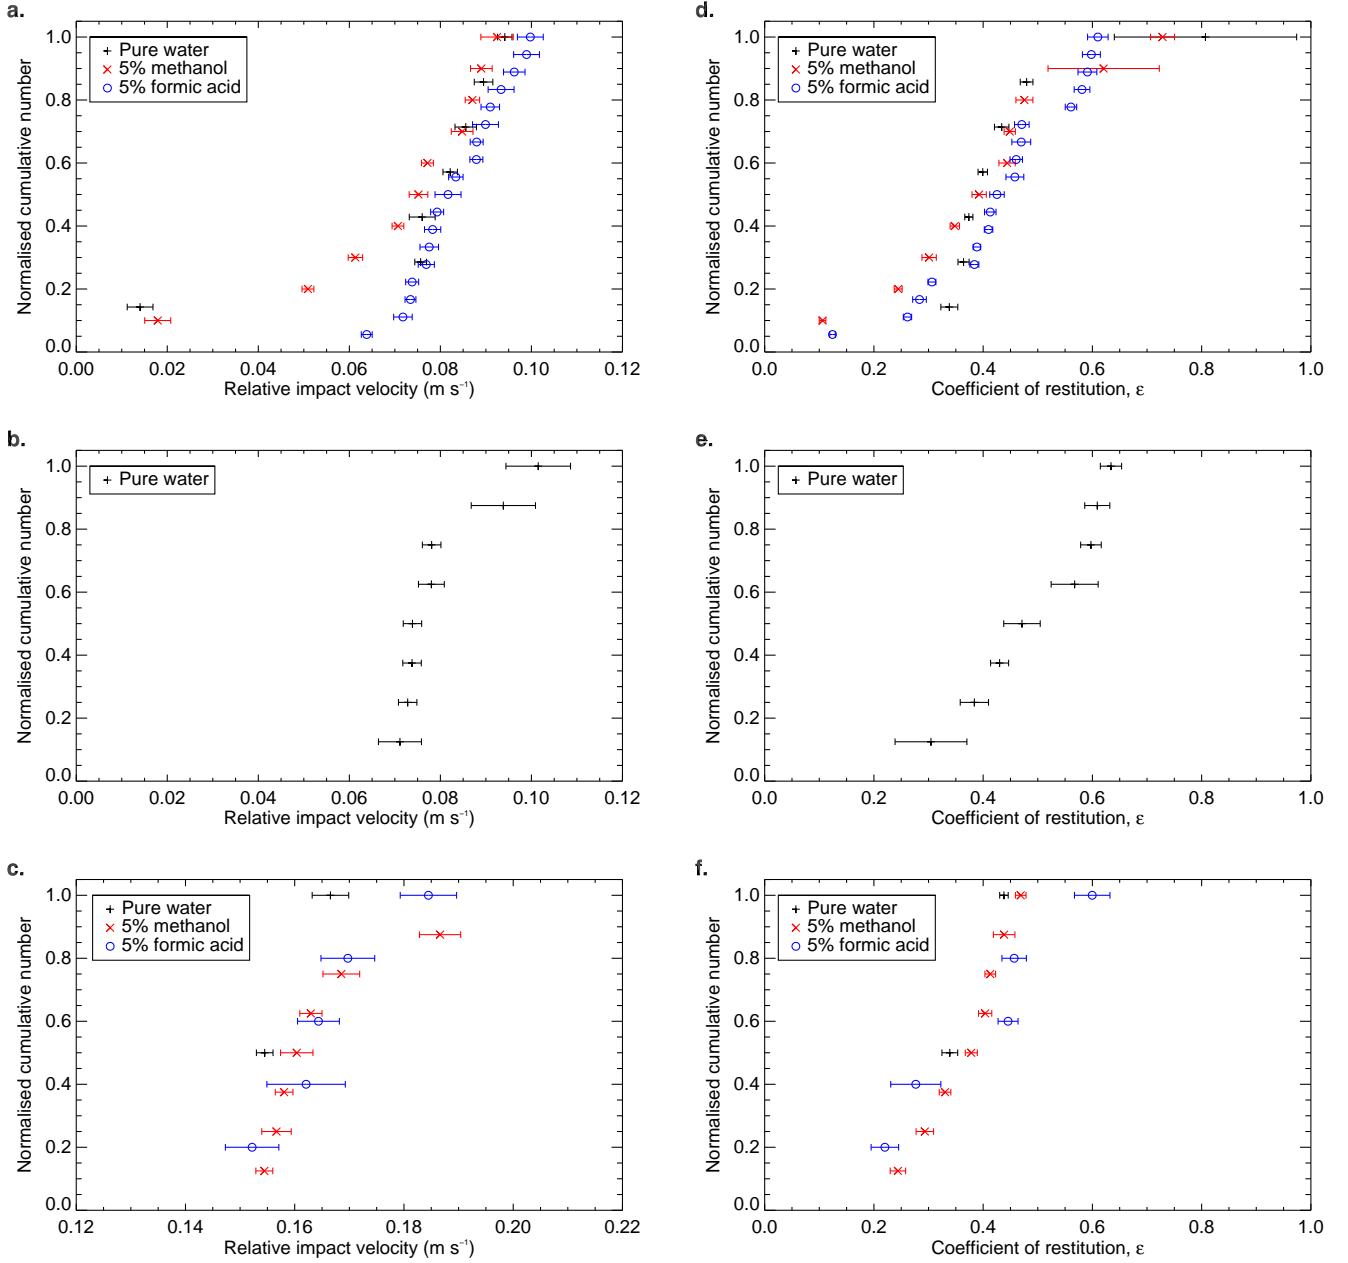 a.
Normalised cumulative number
1.0
0.8
0.6
0.4
0.2
0.0
Pure water
5% methanol
5% formic acid
0.00 0.02 0.04 0.06 0.08 0.10 0.12
Relative impact velocity (m s⁻¹)
d.
Normalised cumulative number
1.0
0.8
0.6
0.4
0.2
0.0
Pure water
5% methanol
5% formic acid
0.0 0.2 0.4 0.6 0.8 1.0
Coefficient of restitution, ε
b.
Normalised cumulative number
1.0
0.8
0.6
0.4
0.2
0.0
Pure water
0.00 0.02 0.04 0.06 0.08 0.10 0.12
Relative impact velocity (m s⁻¹)
e.
Normalised cumulative number
1.0
0.8
0.6
0.4
0.2
0.0
Pure water
0.0 0.2 0.4 0.6 0.8 1.0
Coefficient of restitution, ε
c.
Normalised cumulative number
1.0
0.8
0.6
0.4
0.2
0.0
Pure water
5% methanol
5% formic acid
0.12 0.14 0.16 0.18 0.20 0.22
Relative impact velocity (m s⁻¹)
f.
Normalised cumulative number
1.0
0.8
0.6
0.4
0.2
0.0
Pure water
5% methanol
5% formic acid
0.0 0.2 0.4 0.6 0.8 1.0
Coefficient of restitution, ε